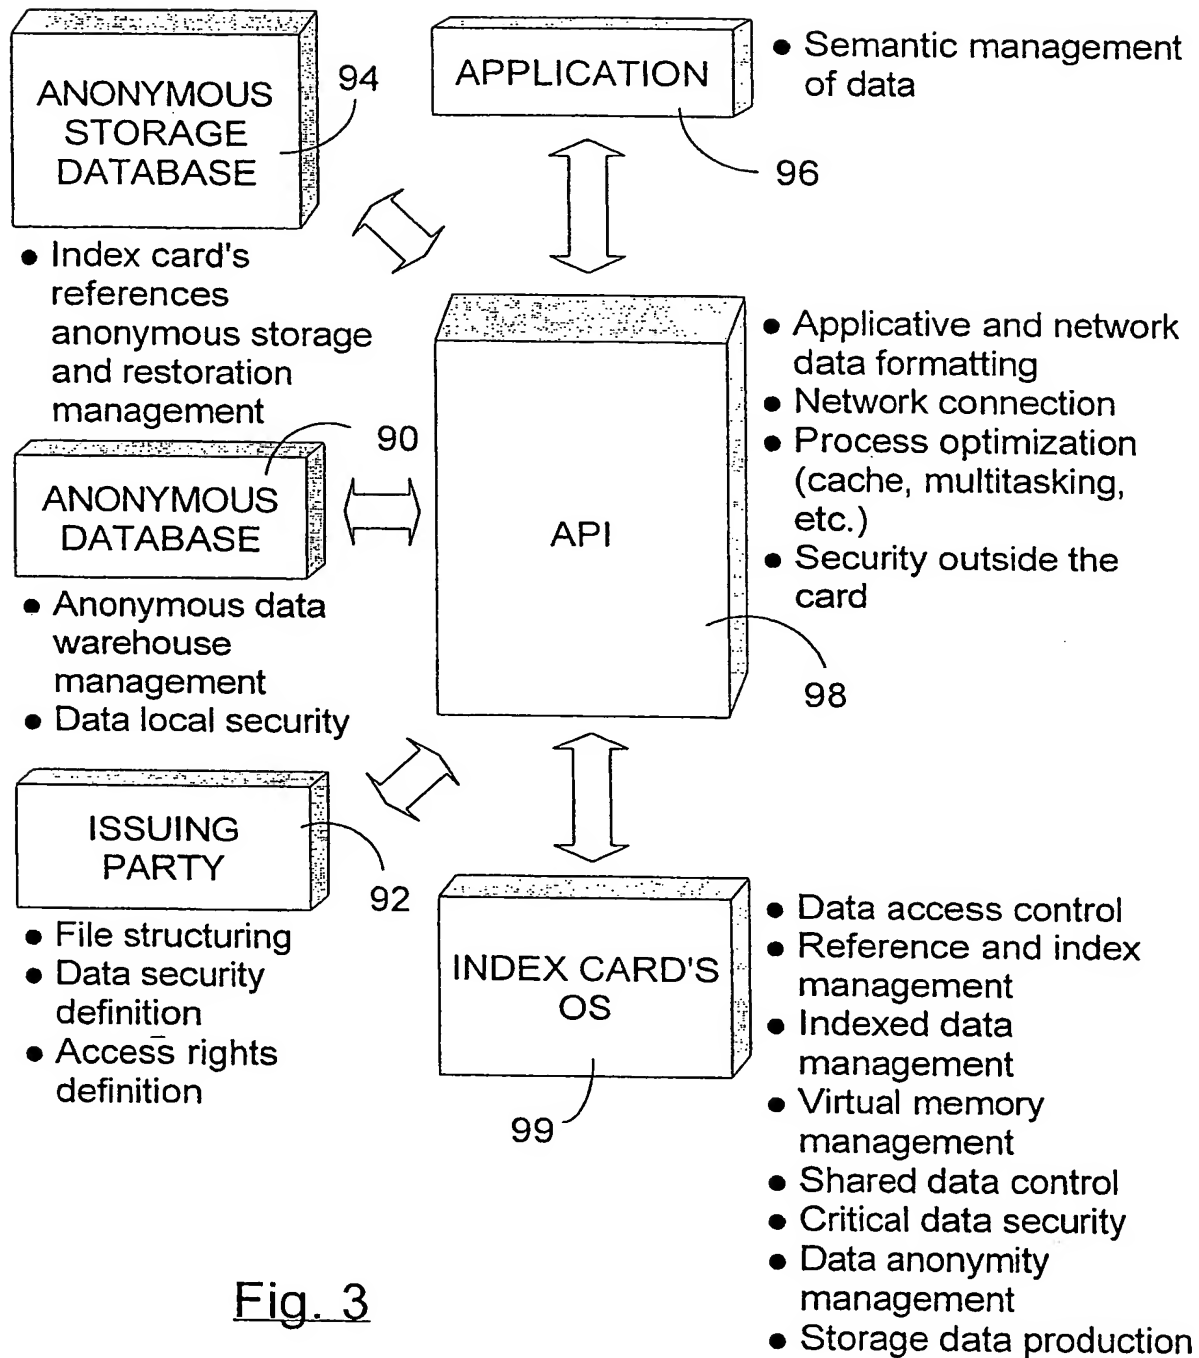 ANONYMOUS
STORAGE
DATABASE
94
● Index card's
references
anonymous storage
and restoration
management
APPLICATION
96
● Semantic management
of data
ANONYMOUS
DATABASE
90
● Anonymous data
warehouse
management
● Data local security
API
98
● Applicative and network
data formatting
● Network connection
● Process optimization
(cache, multitasking,
etc.)
● Security outside the
card
ISSUING
PARTY
92
● File structuring
● Data security
definition
● Access rights
definition
INDEX CARD'S
OS
99
● Data access control
● Reference and index
management
● Indexed data
management
● Virtual memory
management
● Shared data control
● Critical data security
● Data anonymity
management
● Storage data production
Fig. 3